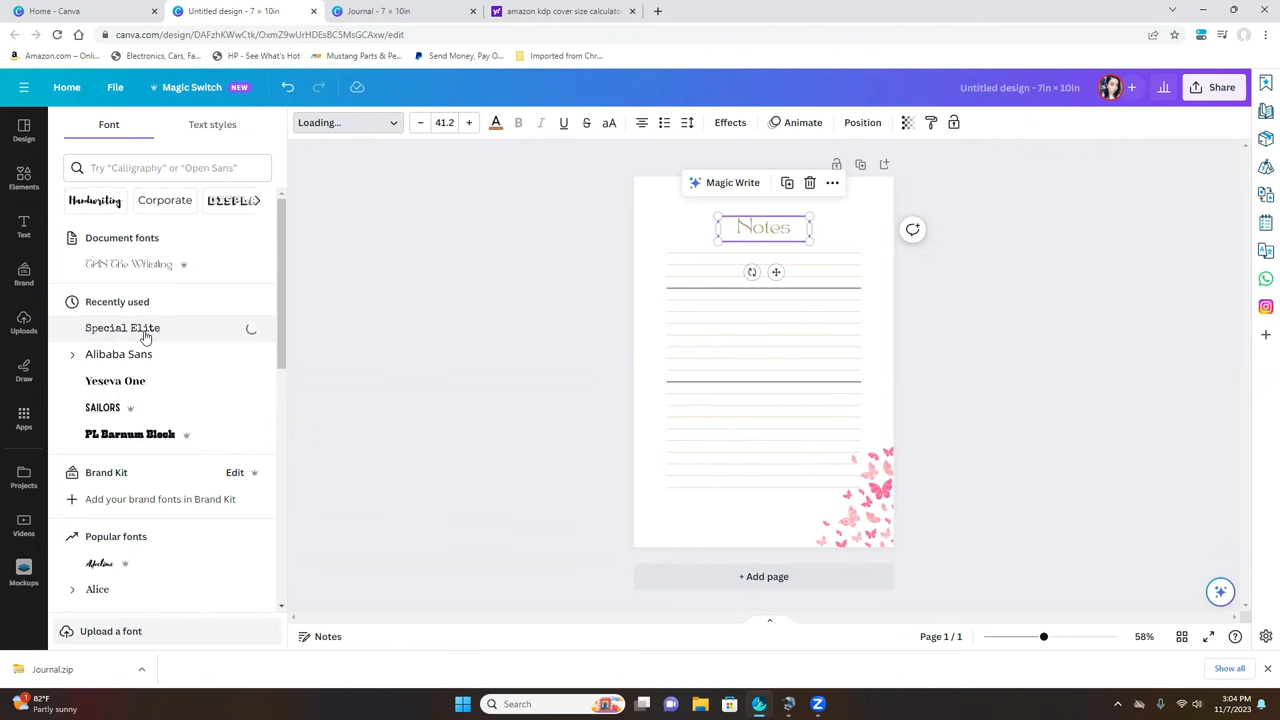 Home - Canva
Untitled design - 7 × 10in
Journal - 7 × 10in
amazon kdp cover size calculato
canva.com/design/DAFzhKWwCtk/OxmZ9wUrHDEsBC5MsGCAxw/edit
Amazon.com – Onli...
Electronics, Cars, Fa...
HP - See What's Hot
Mustang Parts & Pe...
Send Money, Pay O...
Imported from Chr...
Home
File
Magic Switch NEW
Untitled design - 7in × 10in
Share
Font
Text styles
Loading...
41.2
aA
Effects
Animate
Position
Design
Elements
Text
Brand
Uploads
Draw
Apps
Projects
Videos
Mockups
Try "Calligraphy" or "Open Sans"
Handwriting
Corporate
Document fonts
TAN The Whistling
Recently used
Special Elite
Alibaba Sans
Yeseva One
SAILORS
PL Barnum Block
Brand Kit
Edit
Add your brand fonts in Brand Kit
Popular fonts
Alice
Upload a font
Magic Write
Notes
+ Add page
Notes
Page 1 / 1
58%
Journal.zip
Show all
82°F
Partly sunny
Search
3:04 PM
11/7/2023